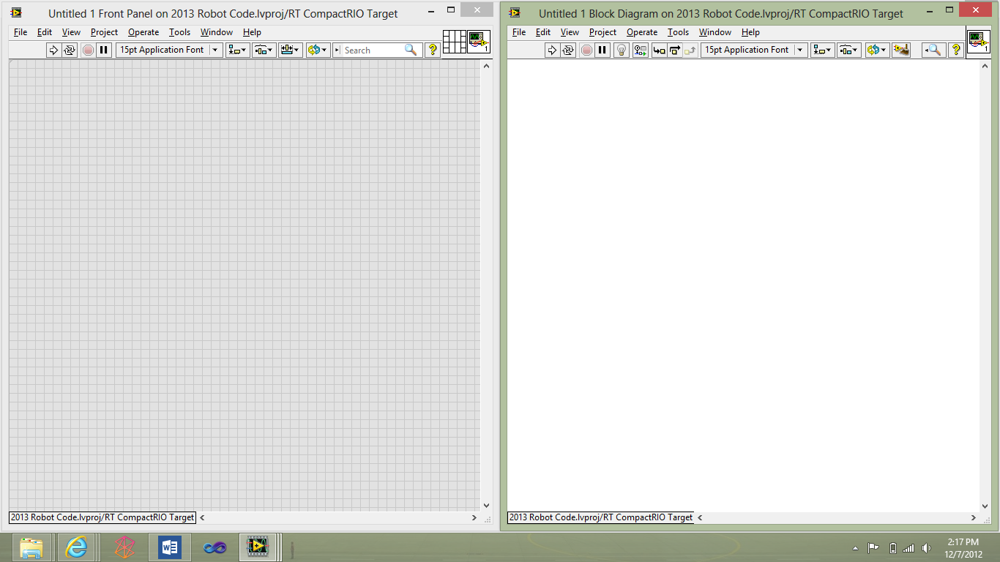 Untitled 1 Front Panel on 2013 Robot Code.lvproj/RT CompactRIO Target
File Edit View Project Operate Tools Window Help
15pt Application Font
Search
1
2013 Robot Code.lvproj/RT CompactRIO Target
Untitled 1 Block Diagram on 2013 Robot Code.lvproj/RT CompactRIO Target
File Edit View Project Operate Tools Window Help
15pt Application Font
1
2013 Robot Code.lvproj/RT CompactRIO Target
2:17 PM
12/7/2012